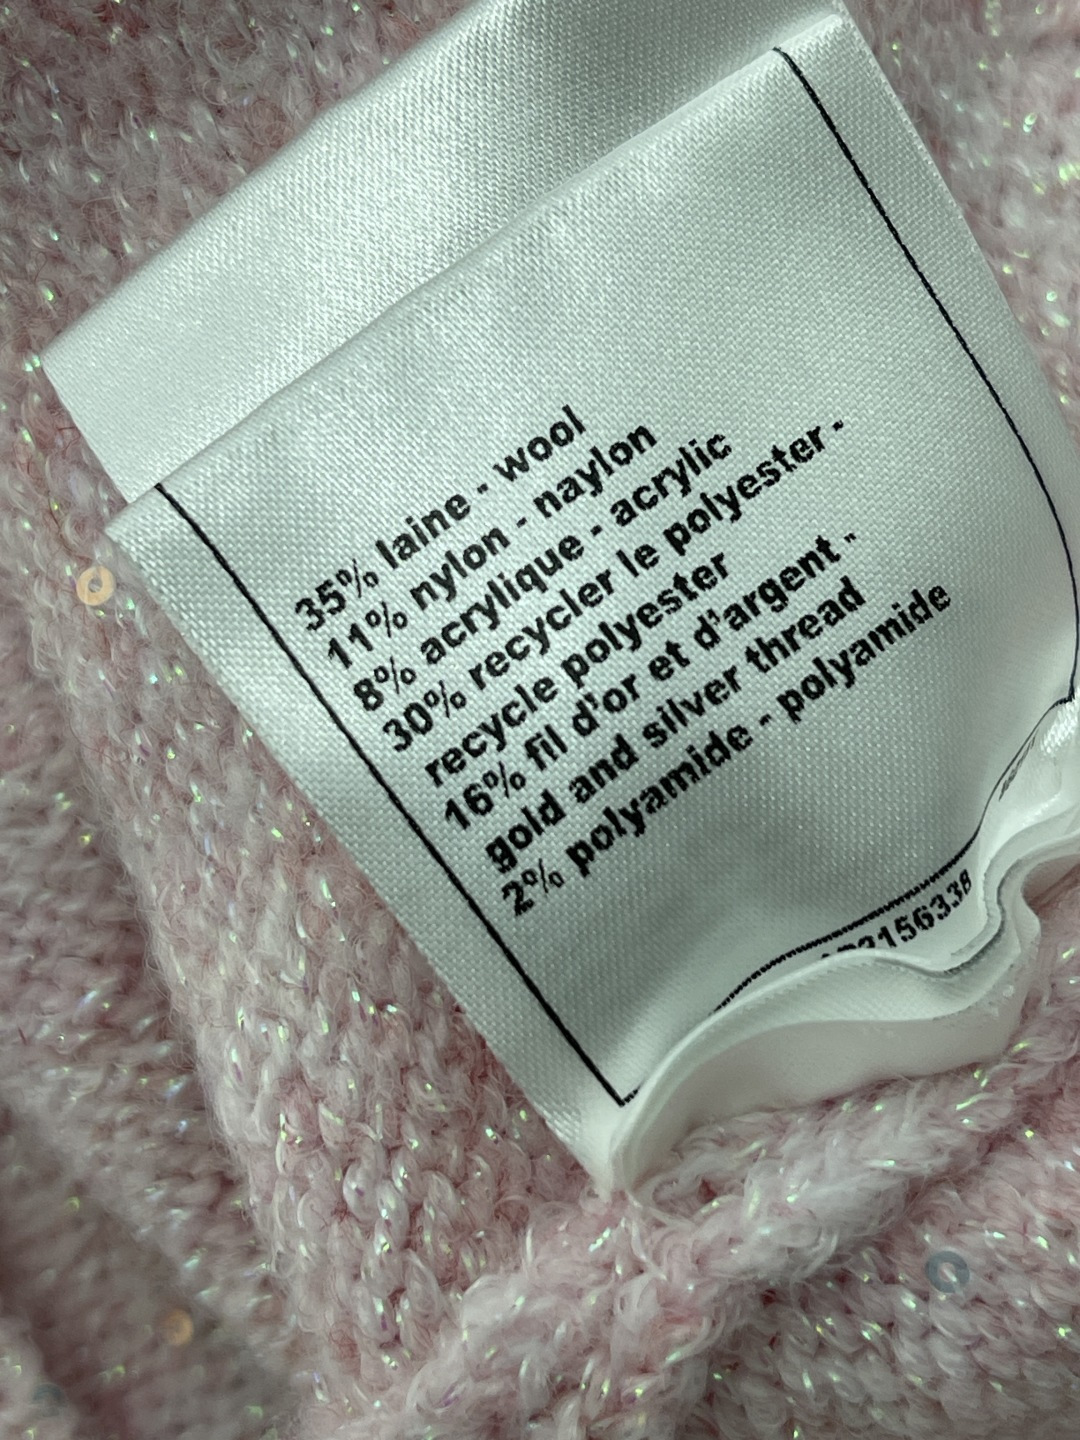 35% laine - wool
11% nylon - naylon
8% acrylique - acrylic
30% recycler le polyester -
recycle polyester
16% fil d'or et d'argent -
gold and silver thread
2% polyamide - polyamide